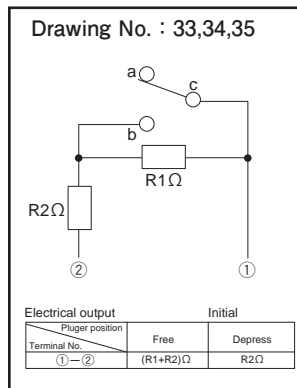 Drawing No. : 33,34,35
a
c
b
R1Ω
R2Ω
② ①
Electrical output Initial
Pluger position
Terminal No.
Free Depress
①—② (R1+R2)Ω R2Ω